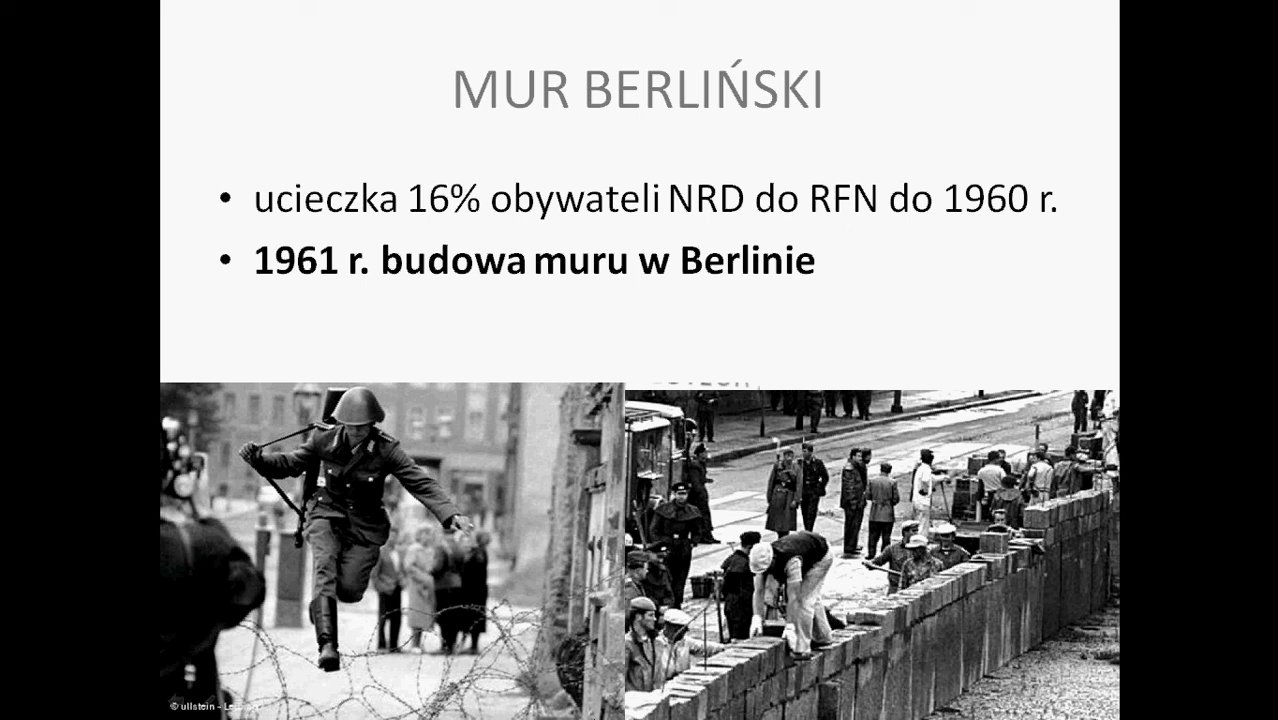 MUR BERLIŃSKI
• ucieczka 16% obywateli NRD do RFN do 1960 r.
• 1961 r. budowa muru w Berlinie
© ullstein -